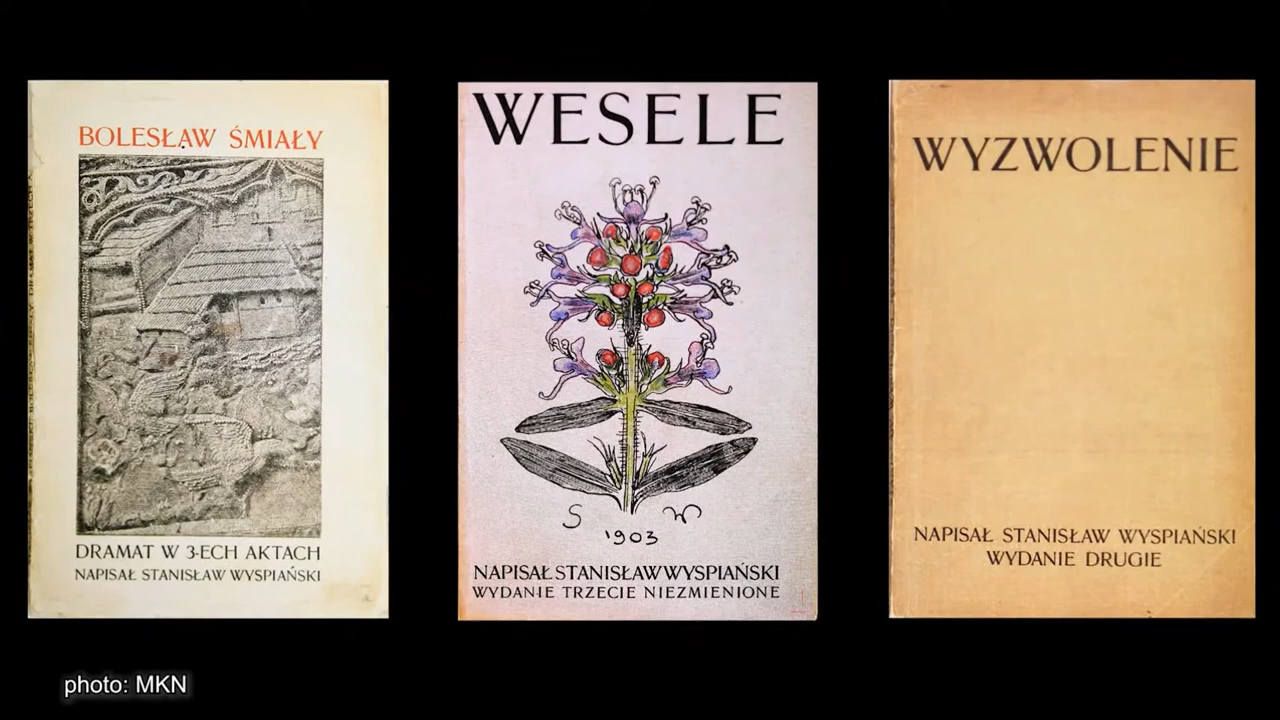 BOLESŁAW ŚMIAŁY
DRAMAT W 3-ECH AKTACH
NAPISAŁ STANISŁAW WYSPIAŃSKI
WESELE
S W
1903
NAPISAŁ STANISŁAW WYSPIAŃSKI
WYDANIE TRZECIE NIEZMIENIONE
WYZWOLENIE
NAPISAŁ STANISŁAW WYSPIAŃSKI
WYDANIE DRUGIE
photo: MKN